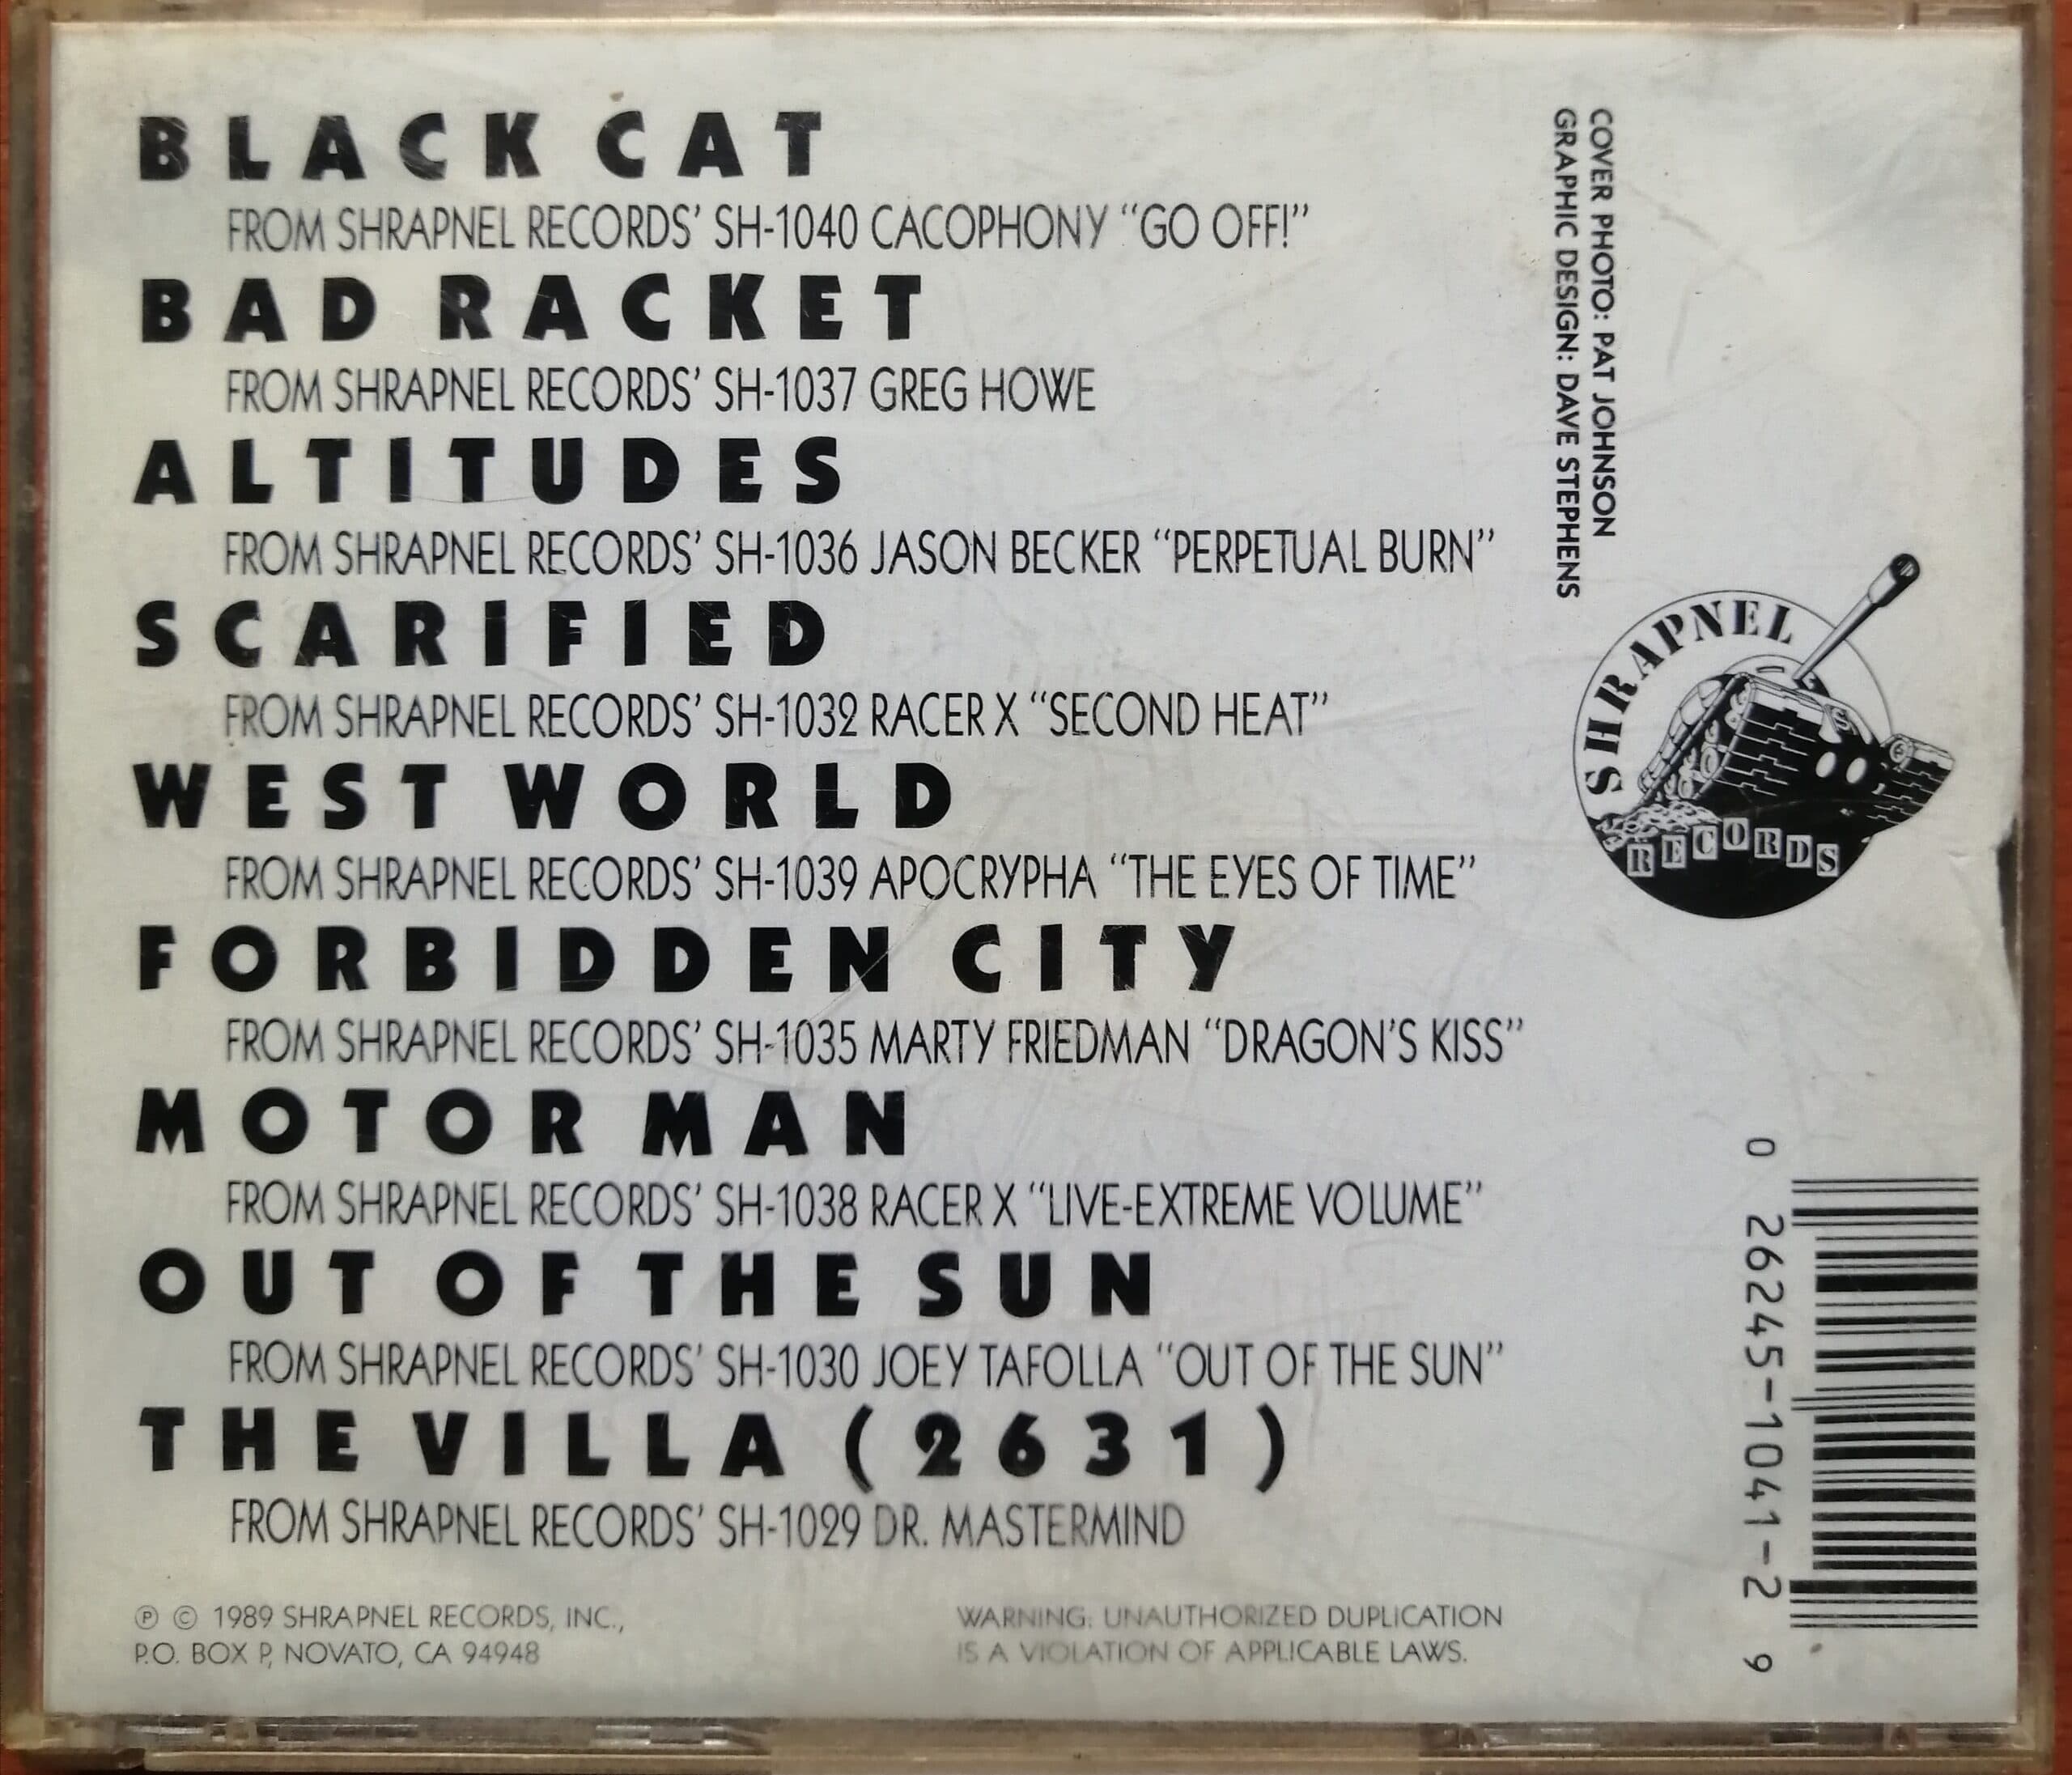 BLACK CAT
FROM SHRAPNEL RECORDS' SH-1040 CACOPHONY "GO OFF!"
BAD RACKET
FROM SHRAPNEL RECORDS' SH-1037 GREG HOWE
ALTITUDES
FROM SHRAPNEL RECORDS' SH-1036 JASON BECKER "PERPETUAL BURN"
SCARIFIED
FROM SHRAPNEL RECORDS' SH-1032 RACER X "SECOND HEAT"
WEST WORLD
FROM SHRAPNEL RECORDS' SH-1039 APOCRYPHA "THE EYES OF TIME"
FORBIDDEN CITY
FROM SHRAPNEL RECORDS' SH-1035 MARTY FRIEDMAN "DRAGON'S KISS"
MOTOR MAN
FROM SHRAPNEL RECORDS' SH-1038 RACER X "LIVE-EXTREME VOLUME"
OUT OF THE SUN
FROM SHRAPNEL RECORDS' SH-1030 JOEY TAFOLLA "OUT OF THE SUN"
THE VILLA (2631)
FROM SHRAPNEL RECORDS' SH-1029 DR. MASTERMIND
℗ © 1989 SHRAPNEL RECORDS, INC.,
P.O. BOX P, NOVATO, CA 94948
WARNING: UNAUTHORIZED DUPLICATION
IS A VIOLATION OF APPLICABLE LAWS.
COVER PHOTO: PAT JOHNSON
GRAPHIC DESIGN: DAVE STEPHENS
SHRAPNEL
RECORDS
0 26245-1041-2 9